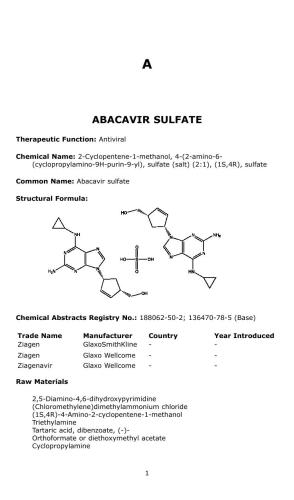 A
ABACAVIR SULFATE
Therapeutic Function: Antiviral
Chemical Name: 2-Cyclopentene-1-methanol, 4-(2-amino-6-
(cyclopropylamino-9H-purin-9-yl), sulfate (salt) (2:1), (1S,4R), sulfate
Common Name: Abacavir sulfate
Structural Formula:
HO
NH
N
N
NH2
N
N
N
N
O
HO
S
OH
O
N
N
H2N
N
N
HN
OH
Chemical Abstracts Registry No.: 188062-50-2; 136470-78-5 (Base)
Trade Name Manufacturer Country Year Introduced
Ziagen GlaxoSmithKline - -
Ziagen Glaxo Wellcome - -
Ziagenavir Glaxo Wellcome - -
Raw Materials
2,5-Diamino-4,6-dihydroxypyrimidine
(Chloromethylene)dimethylammonium chloride
(1S,4R)-4-Amino-2-cyclopentene-1-methanol
Triethylamine
Tartaric acid, dibenzoate, (-)-
Orthoformate or diethoxymethyl acetate
Cyclopropylamine
1